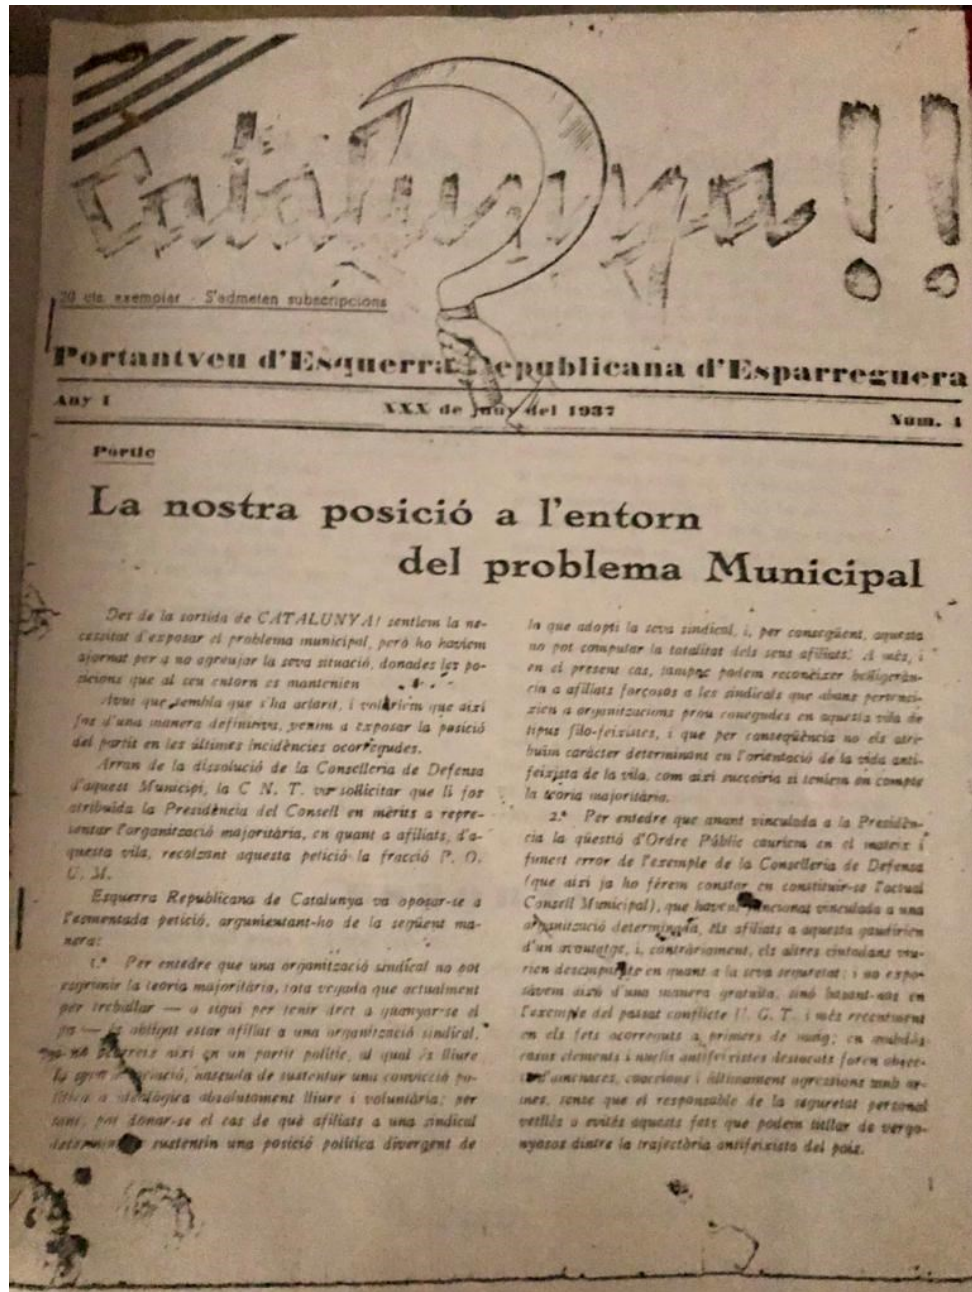 Catalunya!!
20 cts. exemplar - S'admeten subscripcions
Portantveu d'Esquerra Republicana d'Esparreguera
Any I
XXX de juny del 1937
Num. 4
Pòrtic
La nostra posició a l'entorn
del problema Municipal
Des de la sortida de CATALUNYA! sentíem la ne-
cessitat d'exposar el problema municipal, però ho havíem
ajornat per a no agreujar la seva situació, donades les po-
sicions que al seu entorn es mantenien
Avui que sembla que s'ha aclarit, i voldríem que així
fos d'una manera definitiva, venim a exposar la posició
del partit en les últimes incidències ocorregudes.
Arran de la dissolució de la Conselleria de Defensa
d'aquest Municipi, la C N. T. va sol·licitar que li fos
atribuïda la Presidència del Consell en mèrits a repre-
sentar l'organització majoritària, en quant a afiliats, d'a-
questa vila, recolzant aquesta petició la fracció P. O.
U. M.
Esquerra Republicana de Catalunya va oposar-se a
l'esmentada petició, argumentant-ho de la següent ma-
nera:
1.ª Per entedre que una organització sindical no pot
esgrimir la teoria majoritària, tota vegada que actualment
per treballar — o sigui per tenir dret a guanyar-se el
pa — és obligat estar afiliat a una organització sindical,
no així en un partit polític, al qual és lliure
nascuda de sustentar una convicció po-
lítica o ideològica absolutament lliure i voluntària; per
tant, pot donar-se el cas de què afiliats a una sindical
sustentin una posició política divergent de
la que adopti la seva sindical, i, per consegüent, aquesta
no pot computar la totalitat dels seus afiliats. A més, i
en el present cas, tampoc podem reconèixer belligeràn-
cia a afiliats forçosos a les sindicals que abans pertenei-
xien a organitzacions prou conegudes en aquesta vila de
tipus filo-feixistes, i que per conseqüència no els atri-
buïm caràcter determinant en l'orientació de la vida anti-
feixista de la vila, com així succeiria si teníem en compte
la teoria majoritària.
2.ª Per entedre que anant vinculada a la Presidèn-
cia la qüestió d'Ordre Públic cauríem en el mateix i
funest error de l'exemple de la Conselleria de Defensa
(que així ja ho férem constar en constituir-se l'actual
Consell Municipal), que havent funcionat vinculada a una
organització determinada, els afiliats a aquesta gaudirien
d'un avantatge, i, contràriament, els altres ciutadans viu-
rien desemparats en quant a la seva seguretat; i no expo-
sàvem això d'una manera gratuïta, sinó basant-nos en
l'exemple del passat conflicte U. G. T. i més recentment
en els fets ocorreguts a primers de maig; en ambdós
casos elements i nuclis antifeixistes destacats foren objec-
te d'amenaces, coaccions i últimament agressions amb ar-
mes, sense que el responsable de la seguretat personal
vetllés o evités aquests fets que podem titllar de vergo-
nyosos dintre la trajectòria antifeixista del país.